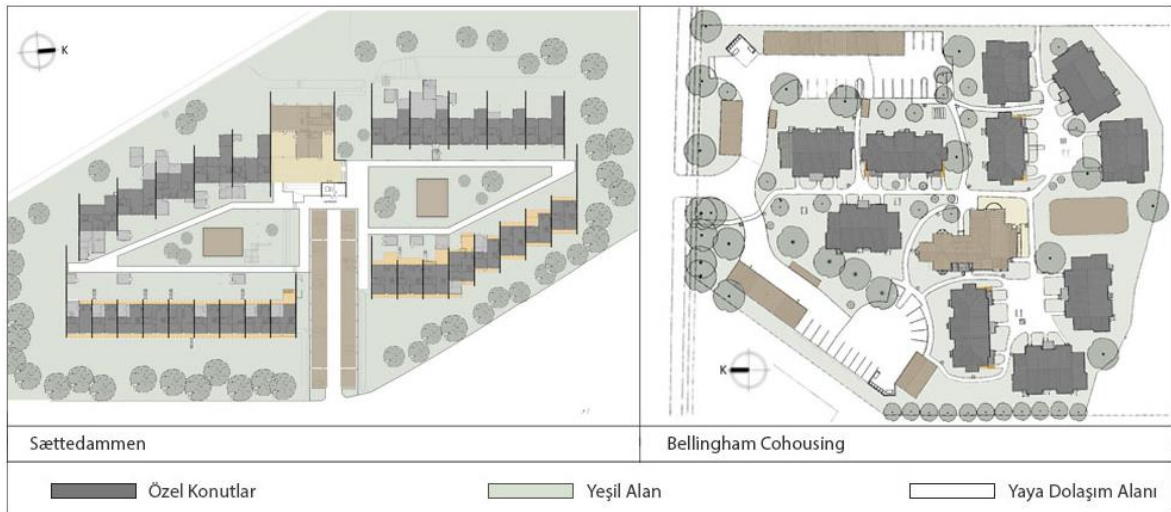 K
K
Sættedammen
Bellingham Cohousing
Özel Konutlar
Yeşil Alan
Yaya Dolaşım Alanı